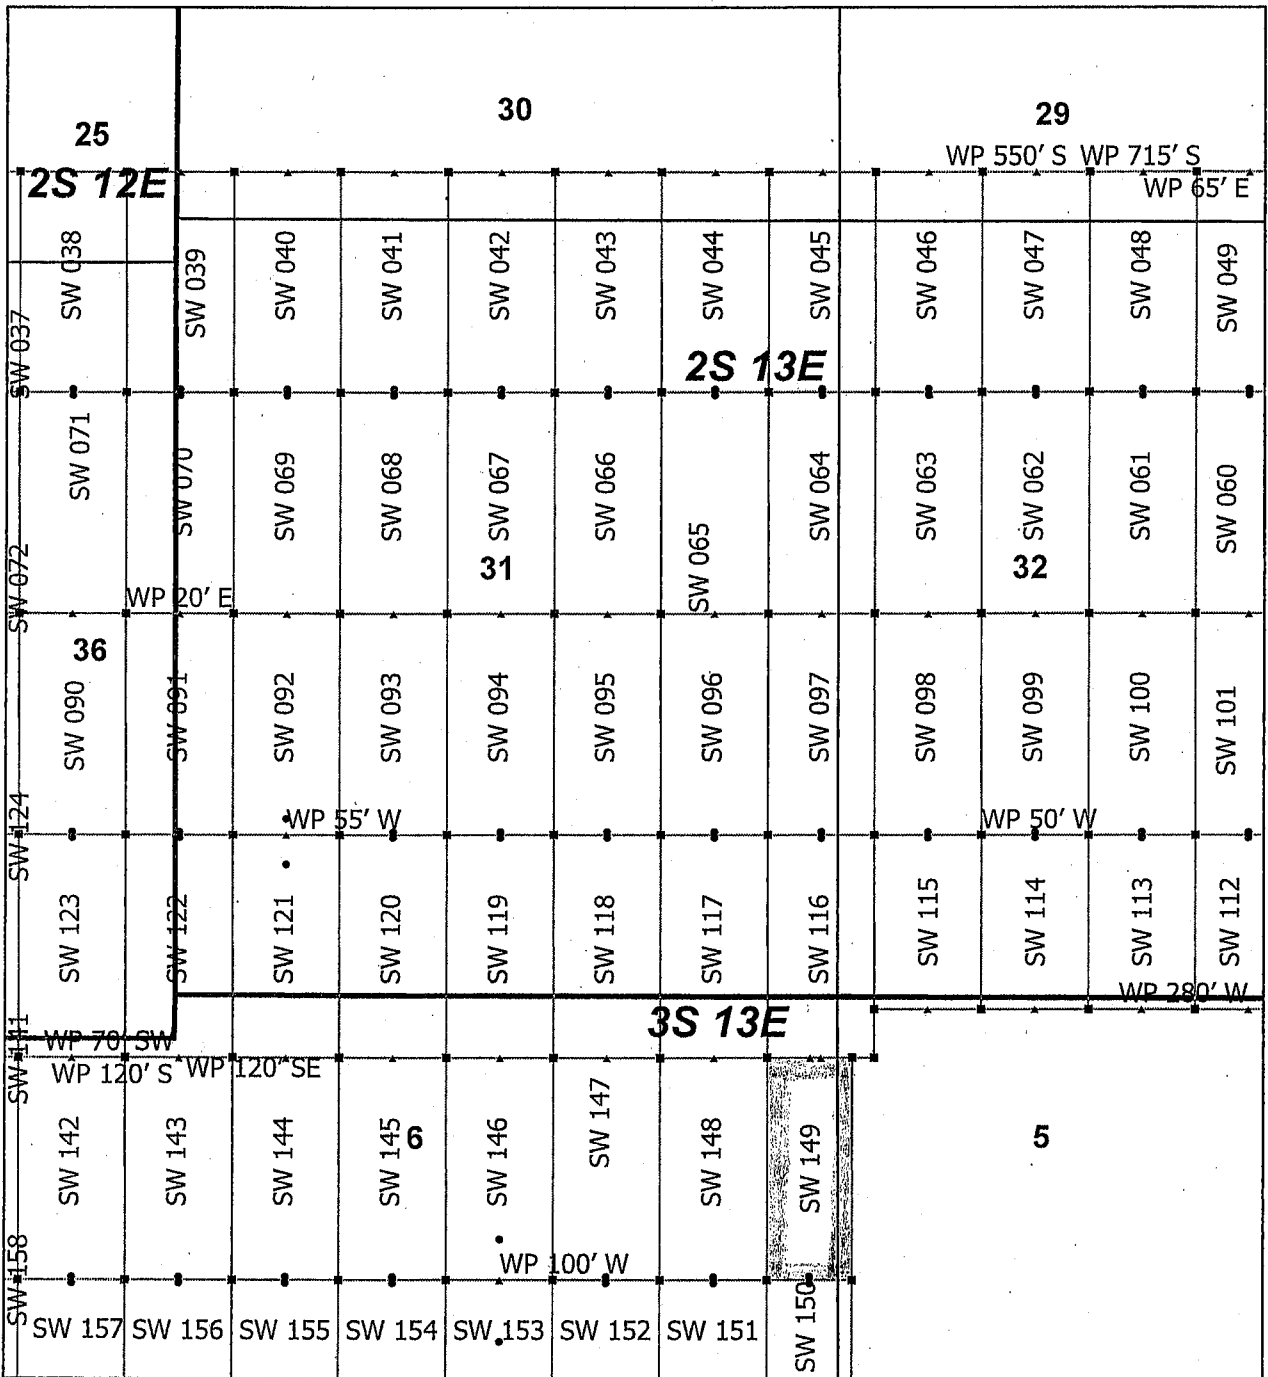 25
30
29
WP 550' S WP 715' S
2S 12E
WP 65' E
SW 037
SW 038
SW 039
SW 040
SW 041
SW 042
SW 043
SW 044
SW 045
SW 046
SW 047
SW 048
SW 049
2S 13E
SW 072
SW 071
SW 070
SW 069
SW 068
SW 067
SW 066
SW 065
SW 064
SW 063
SW 062
SW 061
SW 060
31
32
WP 20' E
36
SW 090
SW 091
SW 092
SW 093
SW 094
SW 095
SW 096
SW 097
SW 098
SW 099
SW 100
SW 101
WP 55' W
WP 50' W
SW 124
SW 123
SW 122
SW 121
SW 120
SW 119
SW 118
SW 117
SW 116
SW 115
SW 114
SW 113
SW 112
WP 280' W
3S 13E
WP 70' SW
WP 120' S
WP 120' SE
SW 141
SW 142
SW 143
SW 144
SW 145
6
SW 146
SW 147
SW 148
SW 149
5
WP 100' W
SW 158
SW 157
SW 156
SW 155
SW 154
SW 153
SW 152
SW 151
SW 150